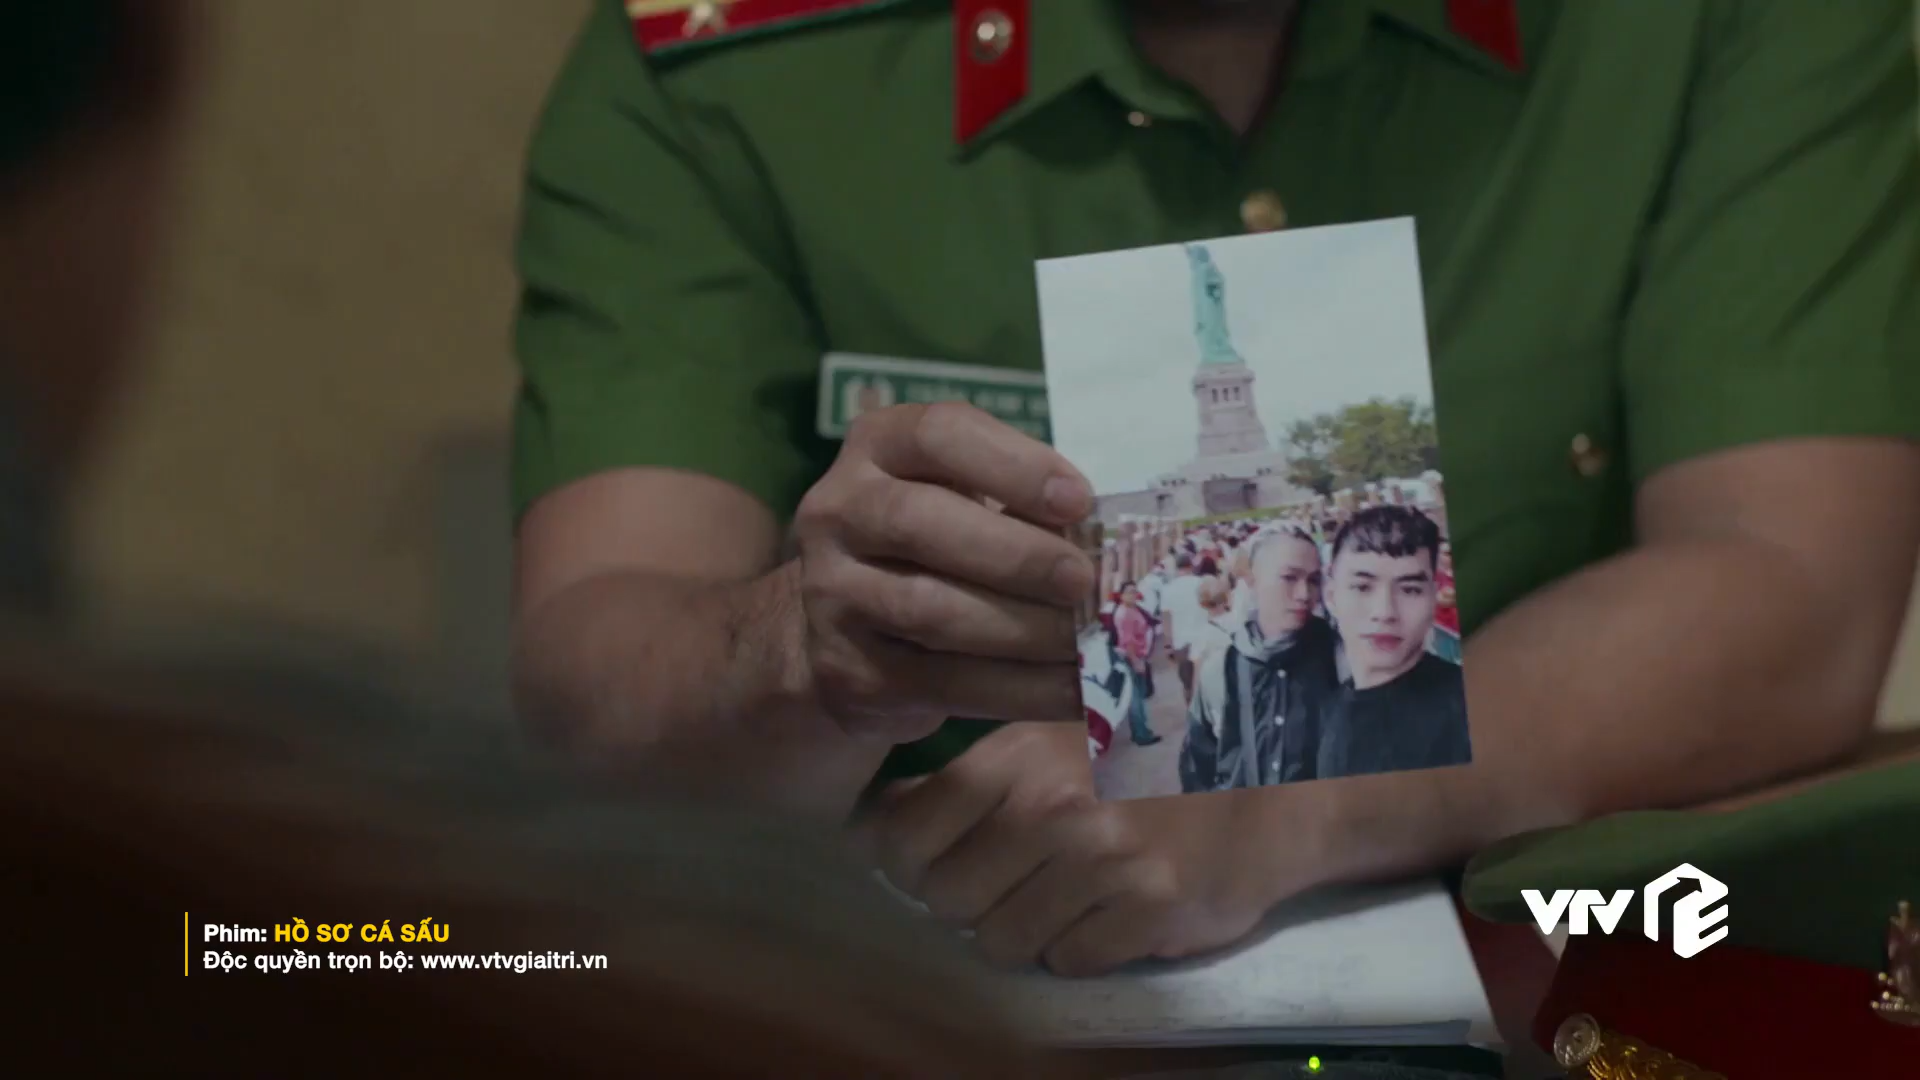 Phim: HỒ SƠ CÁ SẤU
Độc quyền trọn bộ: www.vtvgiaitri.vn
VTV